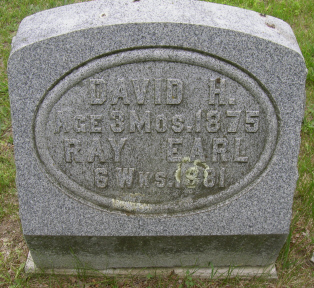 DAVID H.
AGE 3 MOS. 1875
RAY EARL
6 WKS. 1881